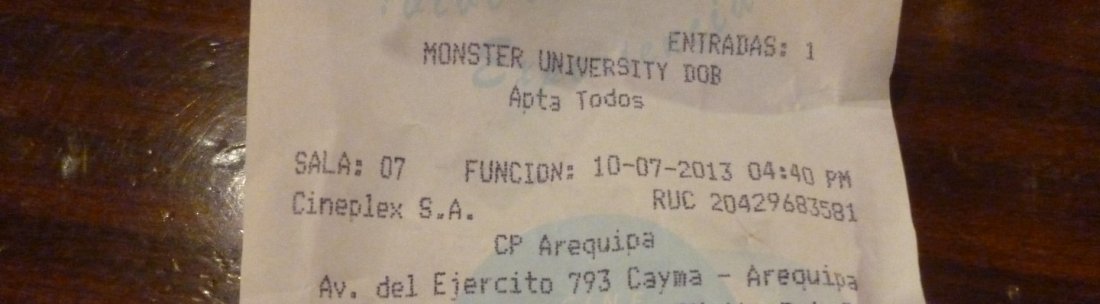 ENTRADAS: 1
MONSTER UNIVERSITY DOB
Apta Todos
SALA: 07 FUNCION: 10-07-2013 04:40 PM
Cineplex S.A. RUC 20429683581
CP Arequipa
Av. del Ejercito 793 Cayma - Arequipa